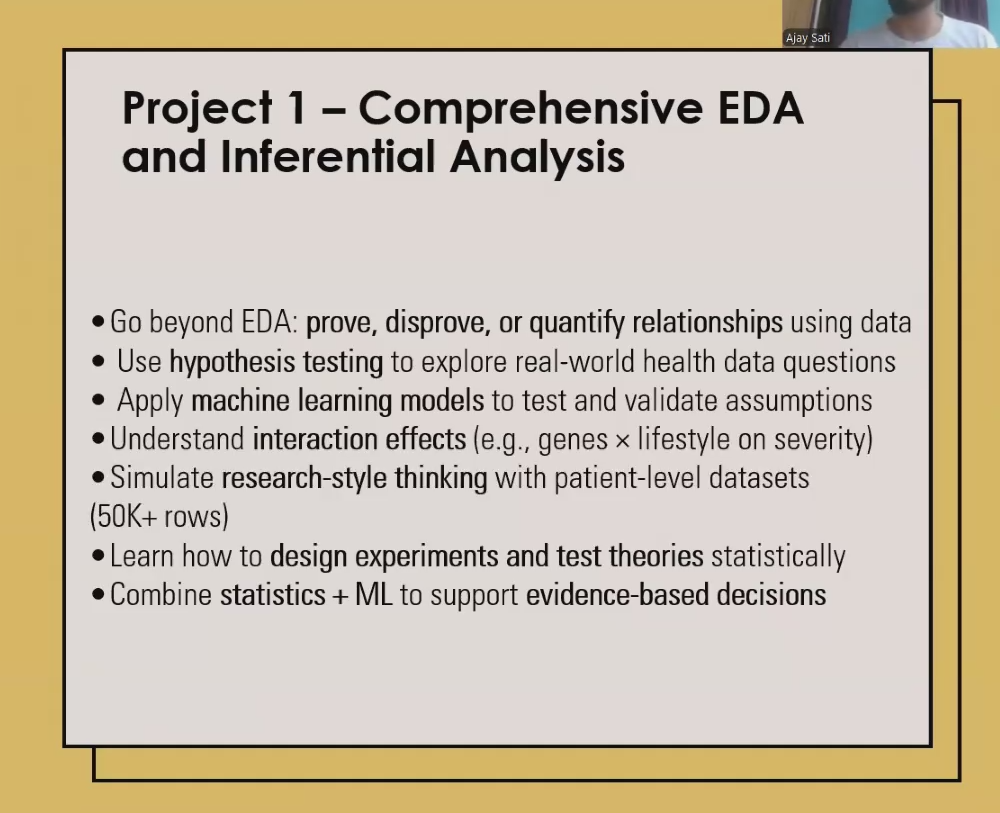 Ajay Sati
Project 1 – Comprehensive EDA
and Inferential Analysis
•Go beyond EDA: prove, disprove, or quantify relationships using data
• Use hypothesis testing to explore real-world health data questions
• Apply machine learning models to test and validate assumptions
•Understand interaction effects (e.g., genes × lifestyle on severity)
•Simulate research-style thinking with patient-level datasets
(50K+ rows)
•Learn how to design experiments and test theories statistically
•Combine statistics + ML to support evidence-based decisions